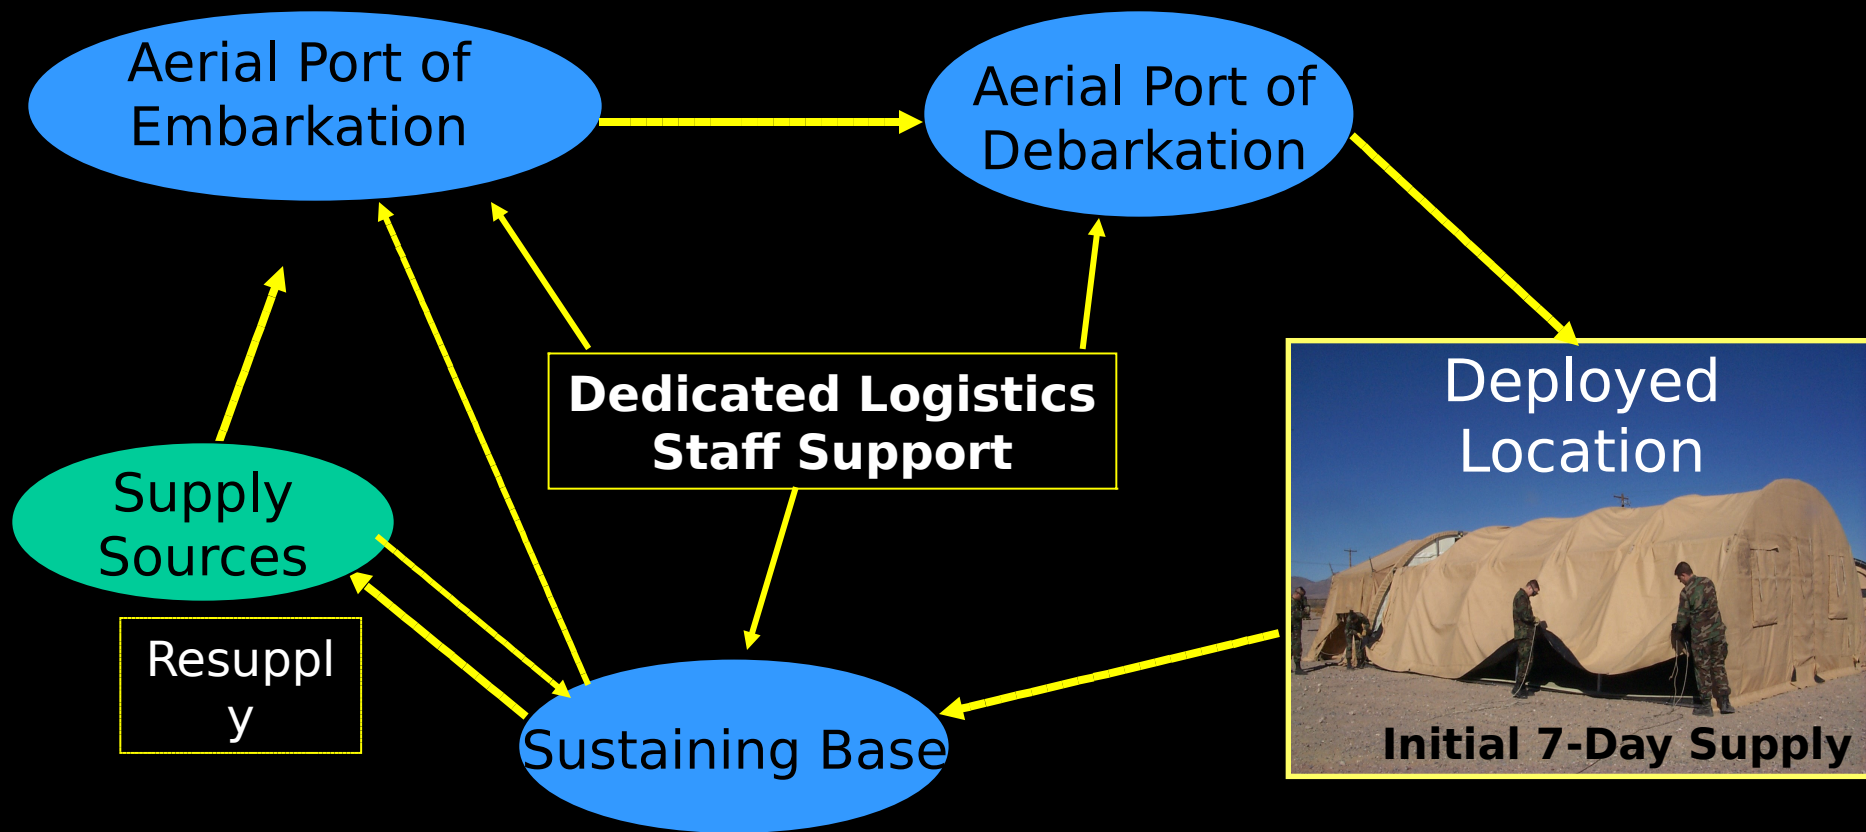 Aerial Port of
Embarkation
Aerial Port of
Debarkation
Dedicated Logistics
Staff Support
Deployed
Location
Supply
Sources
Resuppl
y
Sustaining Base
Initial 7-Day Supply